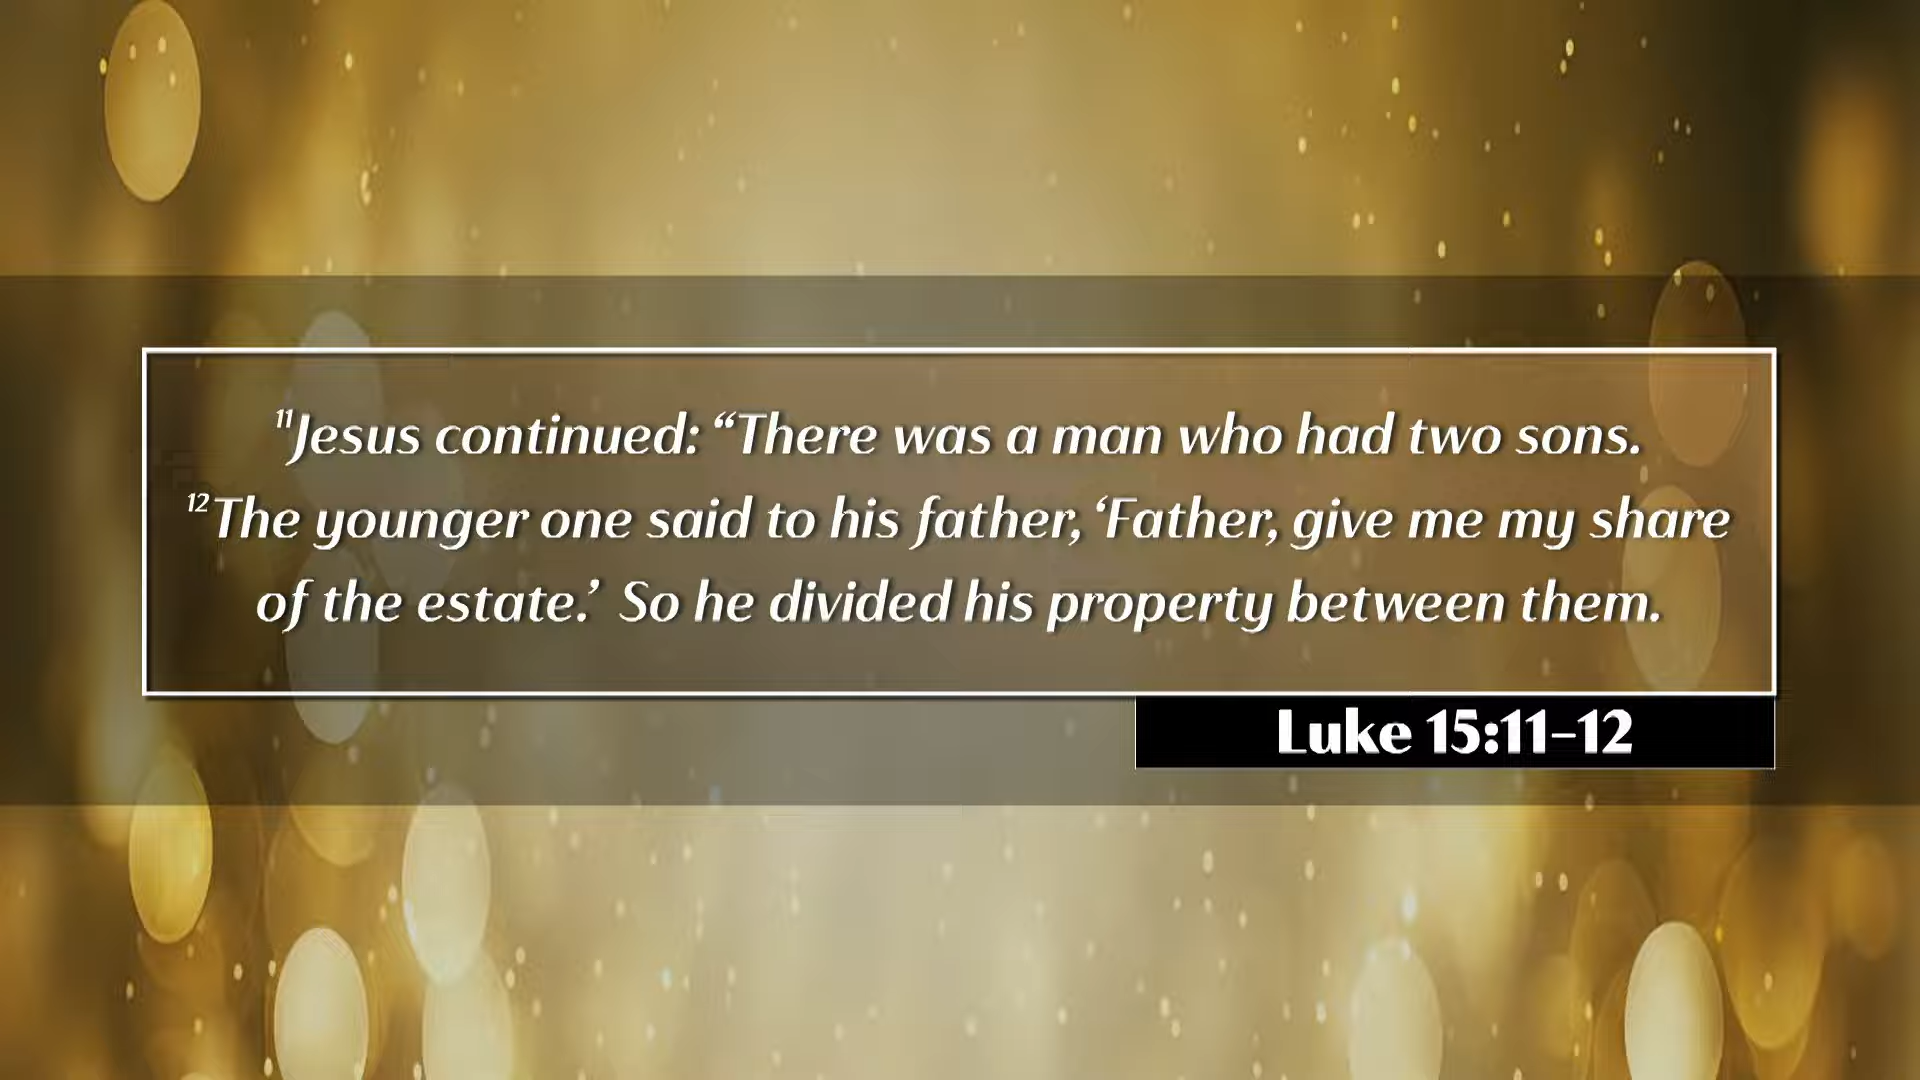 ¹¹Jesus continued: “There was a man who had two sons.
¹²The younger one said to his father, ‘Father, give me my share
of the estate.’ So he divided his property between them.
Luke 15:11–12